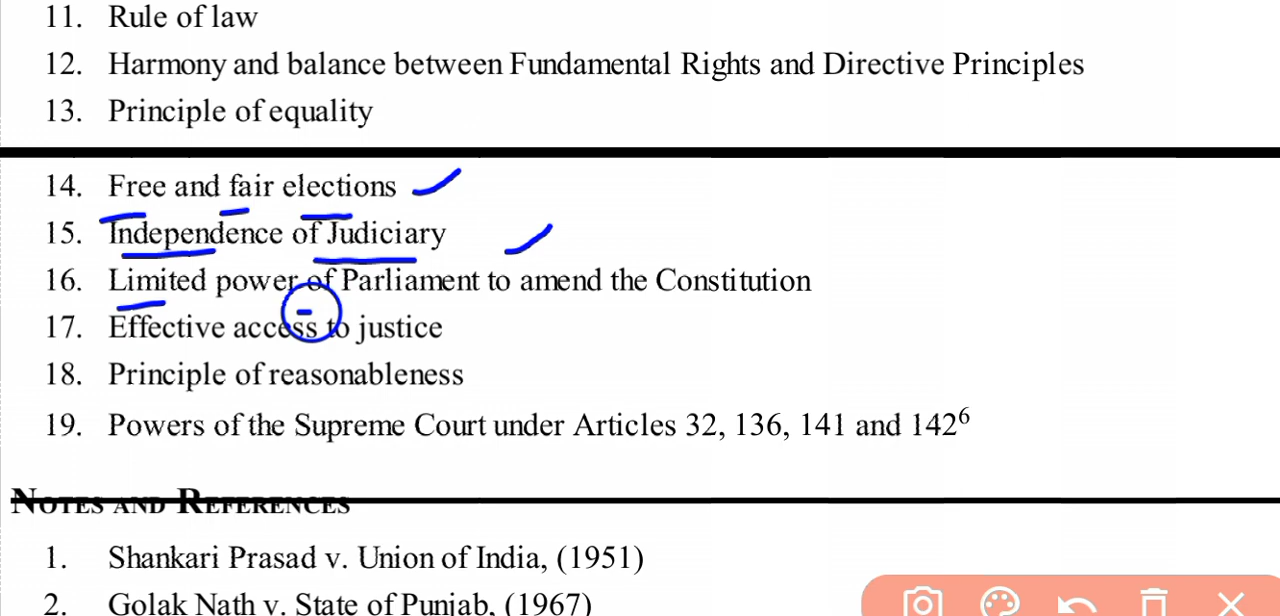 11. Rule of law
12. Harmony and balance between Fundamental Rights and Directive Principles
13. Principle of equality
14. Free and fair elections
15. Independence of Judiciary
16. Limited power of Parliament to amend the Constitution
17. Effective access to justice
18. Principle of reasonableness
19. Powers of the Supreme Court under Articles 32, 136, 141 and 142⁶
NOTES AND REFERENCES
1. Shankari Prasad v. Union of India, (1951)
2. Golak Nath v. State of Punjab, (1967)